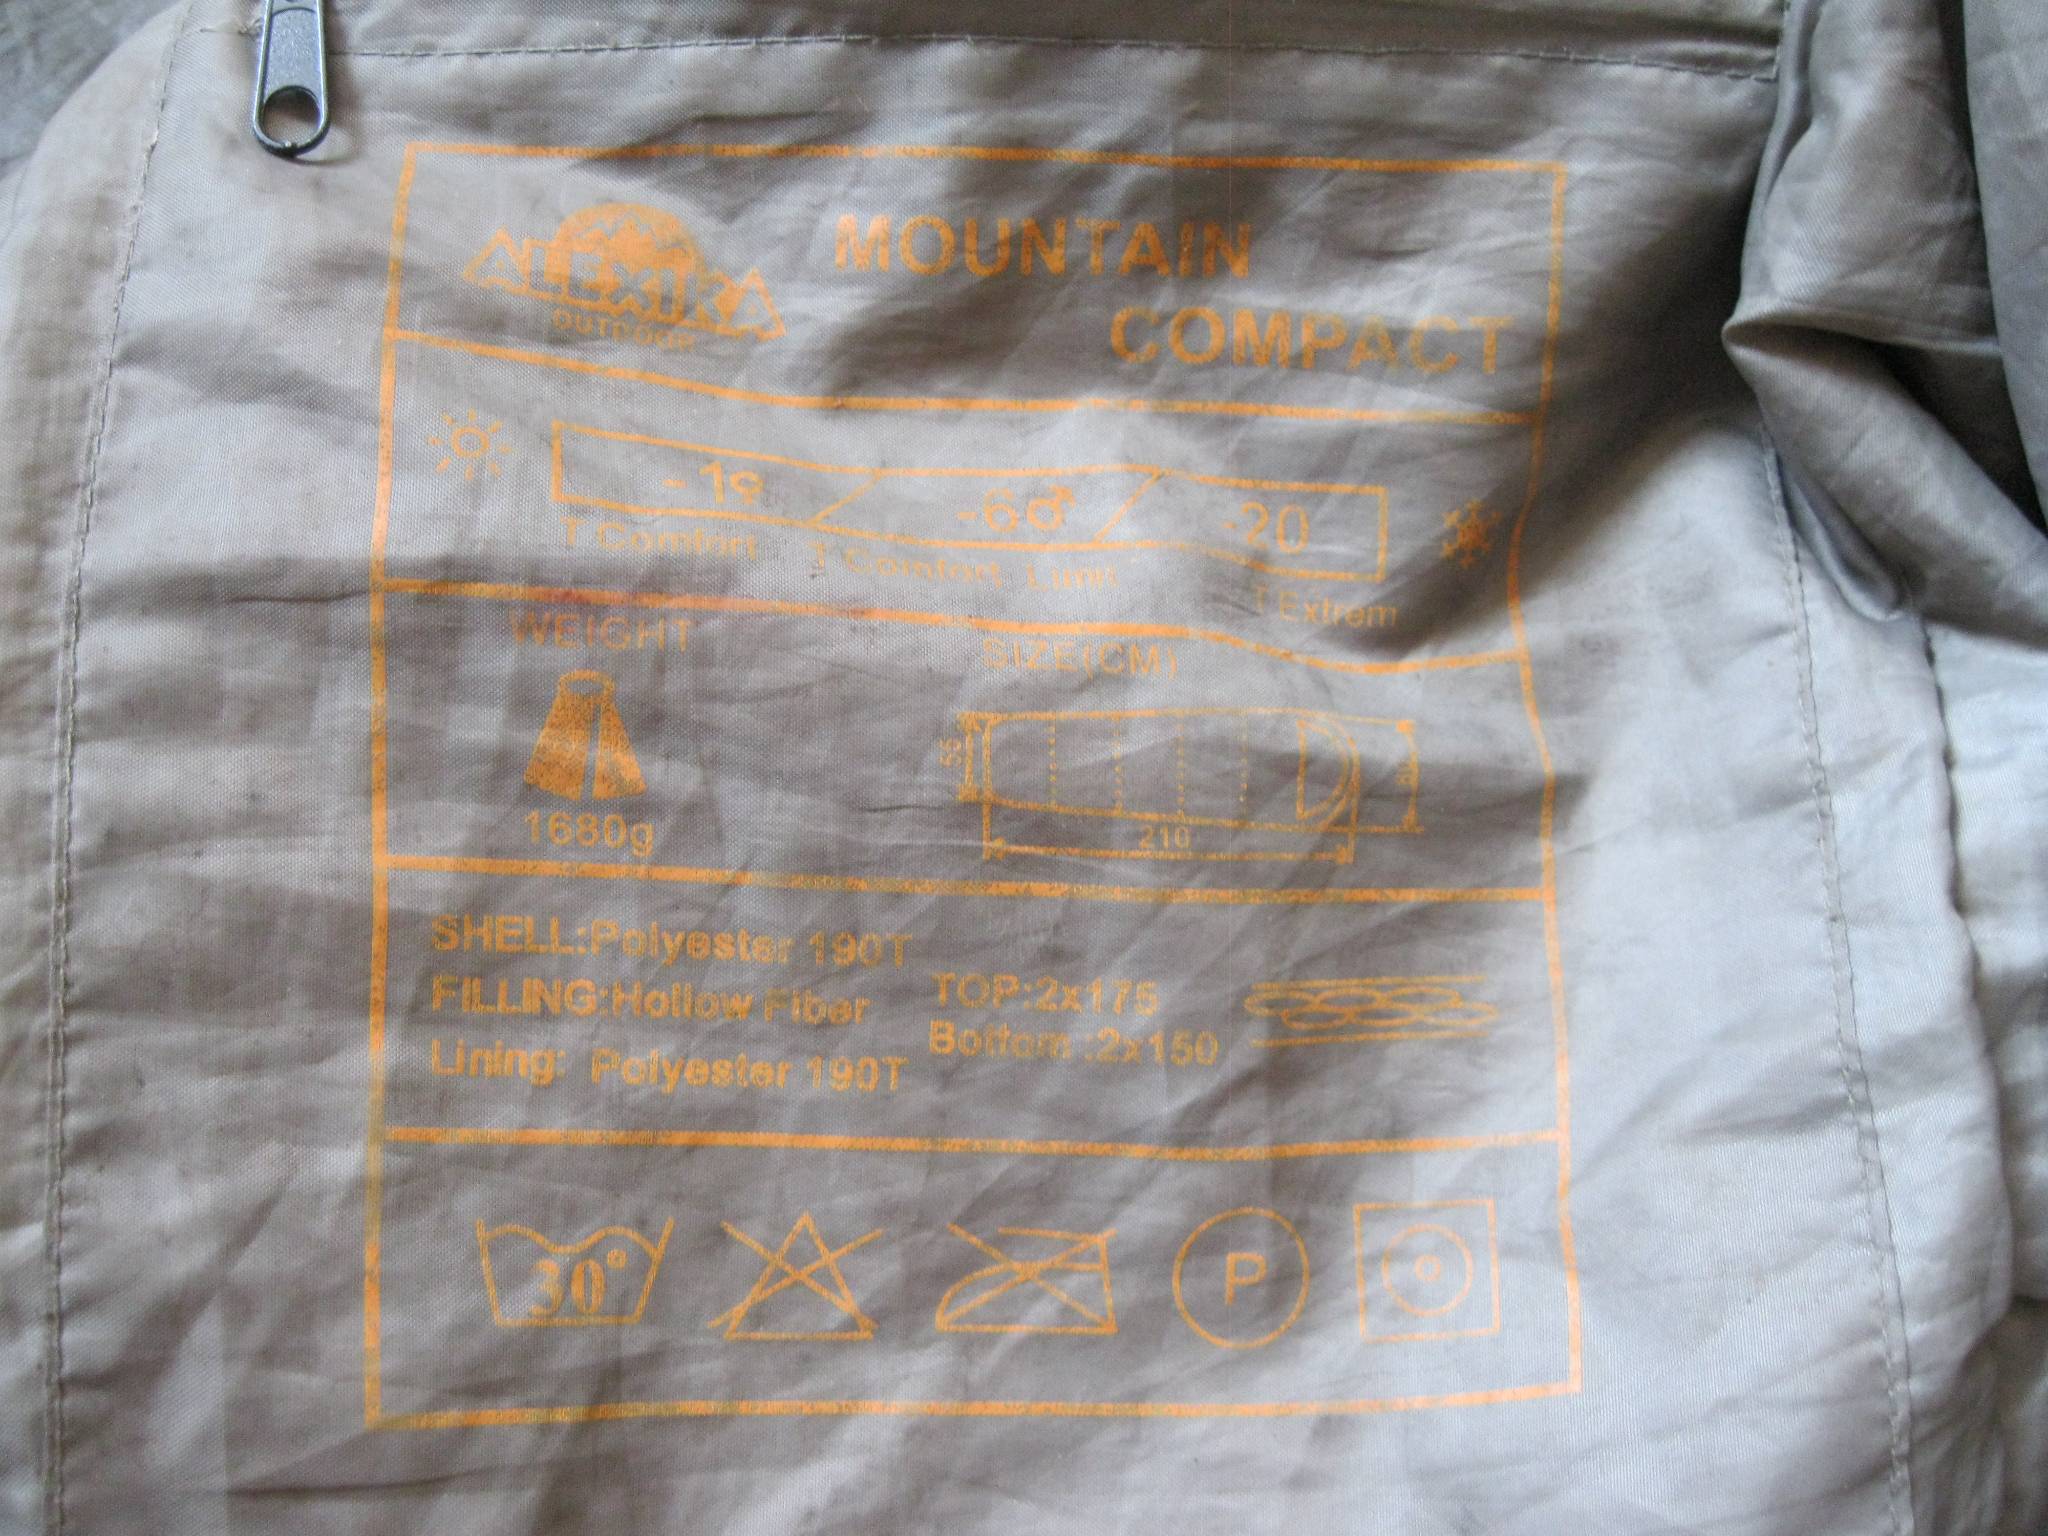 ALEXIKA
OUTDOOR
MOUNTAIN
COMPACT
-1♀ -6♂ -20
T Comfort T Comfort Limit T Extrem
WEIGHT
1680g
SIZE(CM)
210
SHELL:Polyester 190T
FILLING:Hollow Fiber
Lining: Polyester 190T
TOP:2x175
Bottom :2x150
30°
P